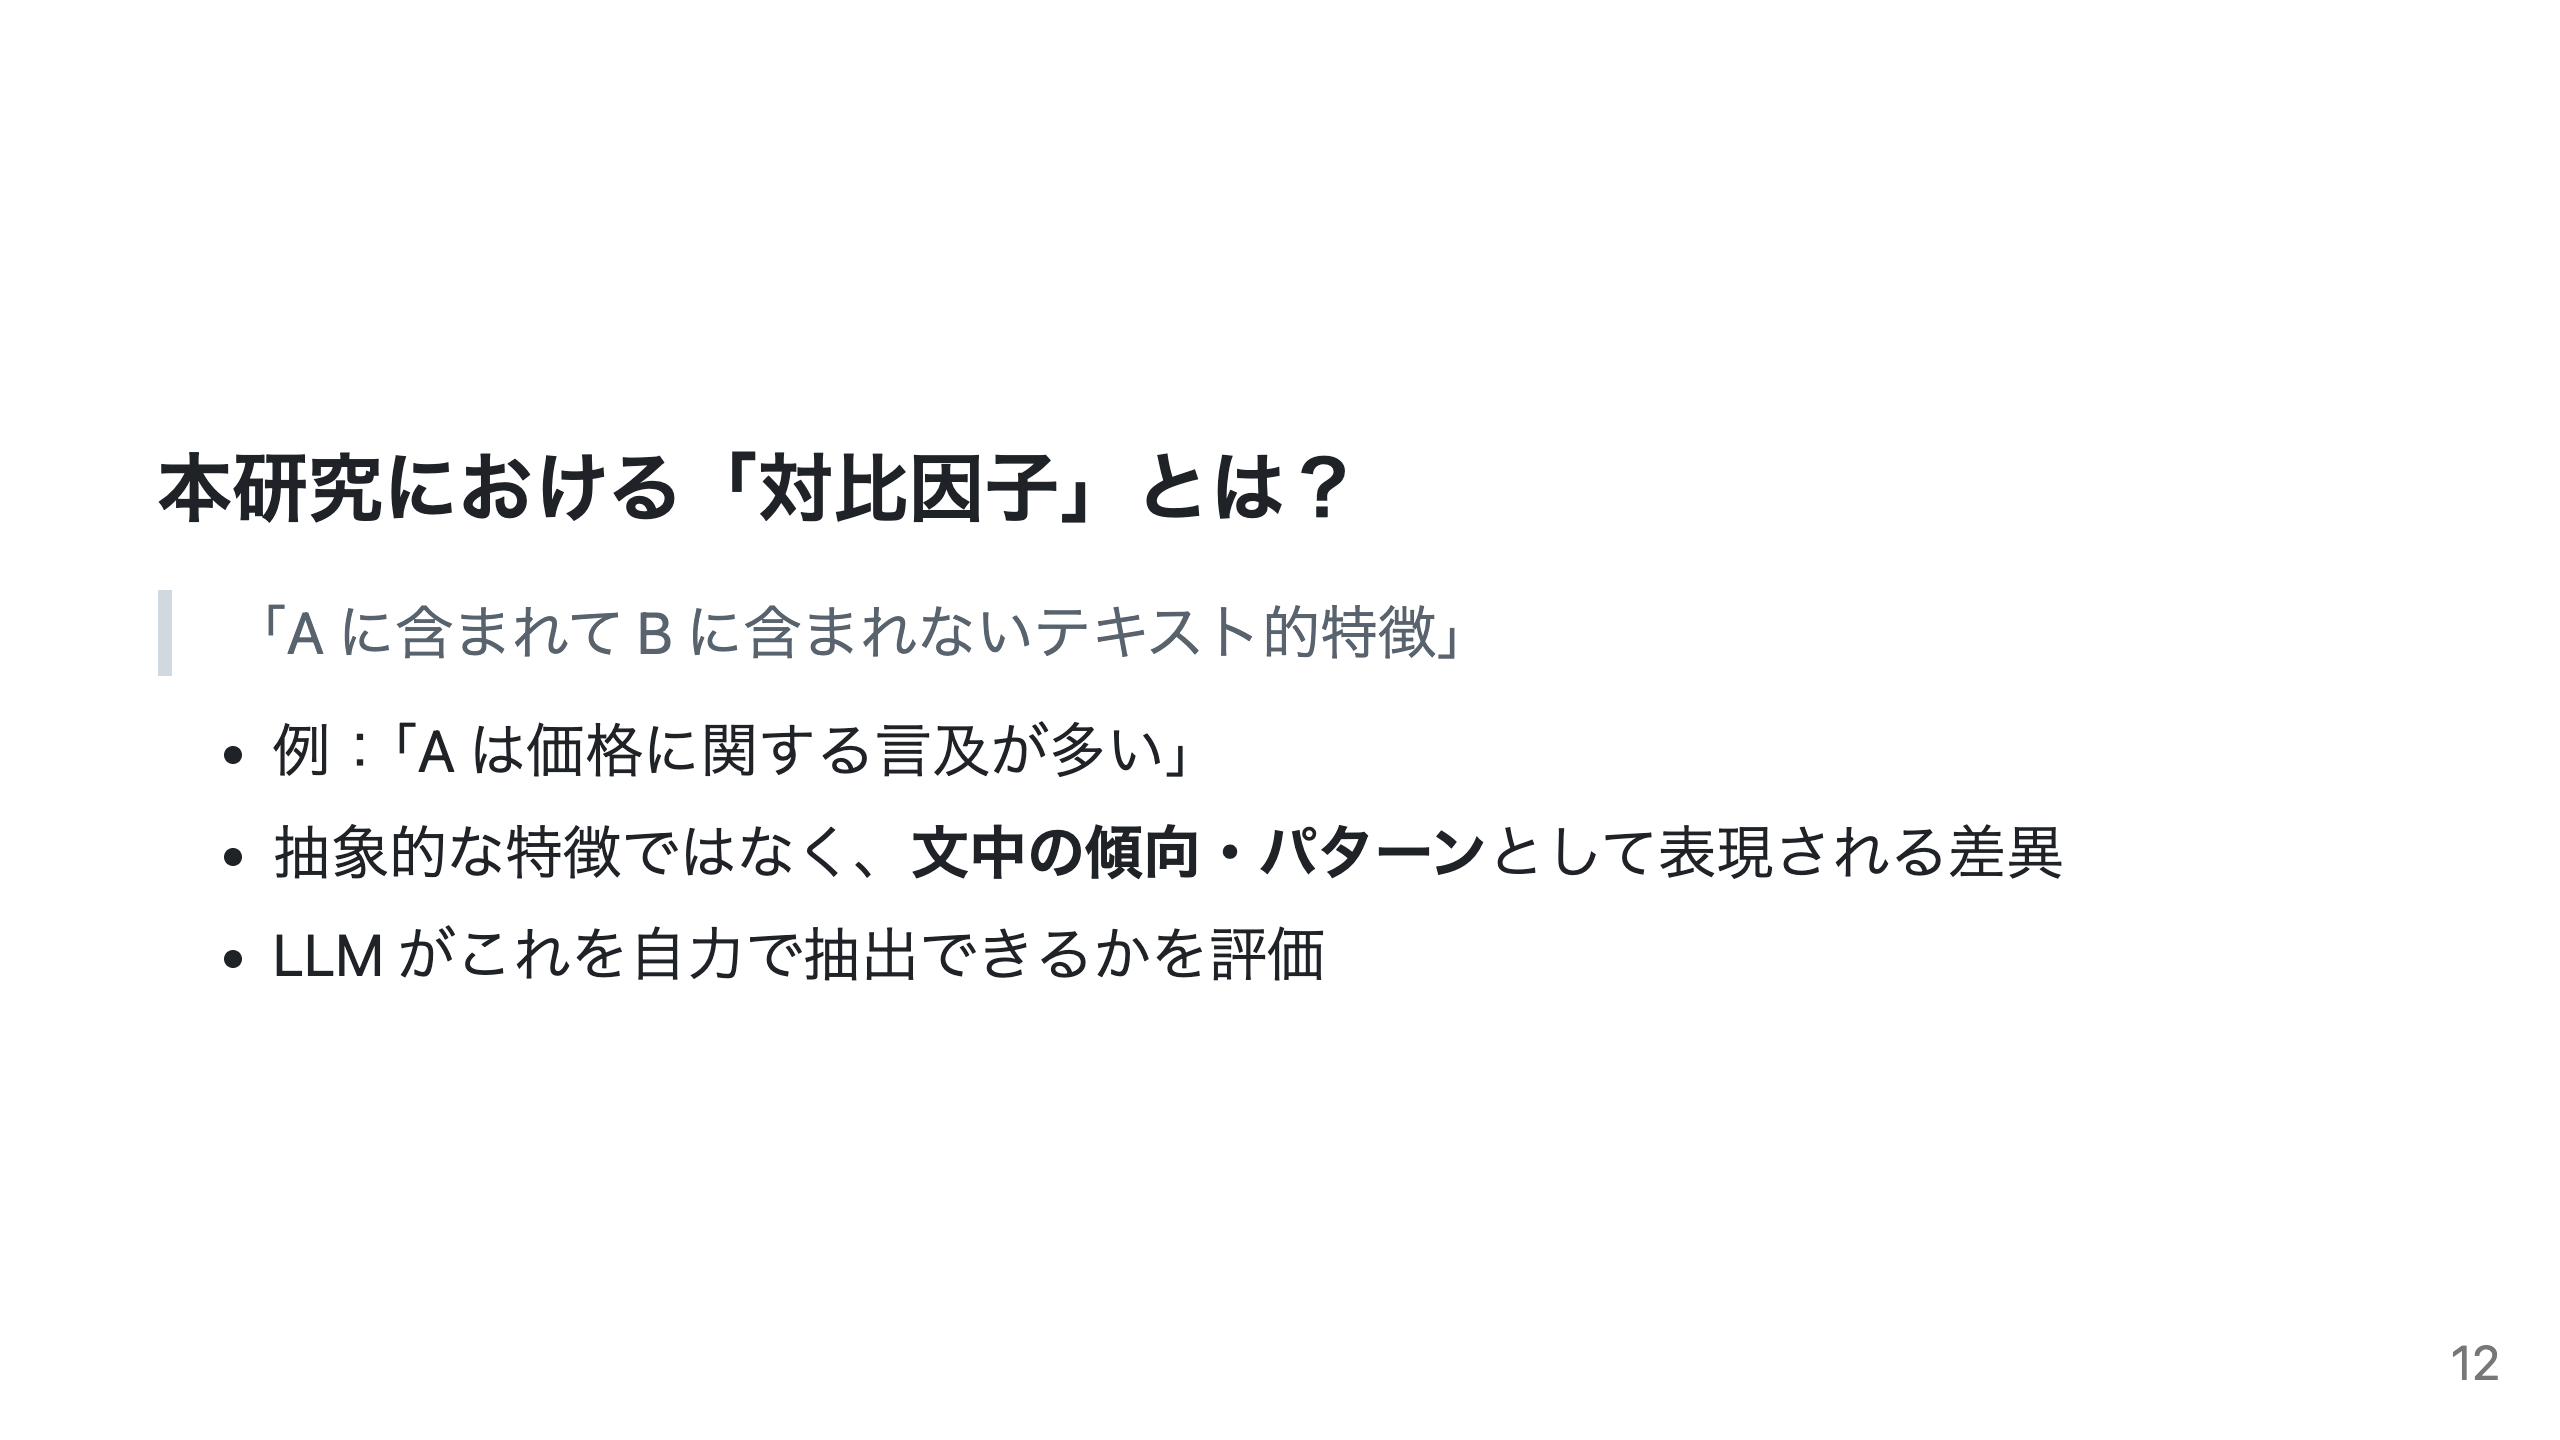 本研究における「対比因子」とは？
「A に含まれて B に含まれないテキスト的特徴」
• 例：「A は価格に関する言及が多い」
• 抽象的な特徴ではなく、文中の傾向・パターンとして表現される差異
• LLM がこれを自力で抽出できるかを評価
12